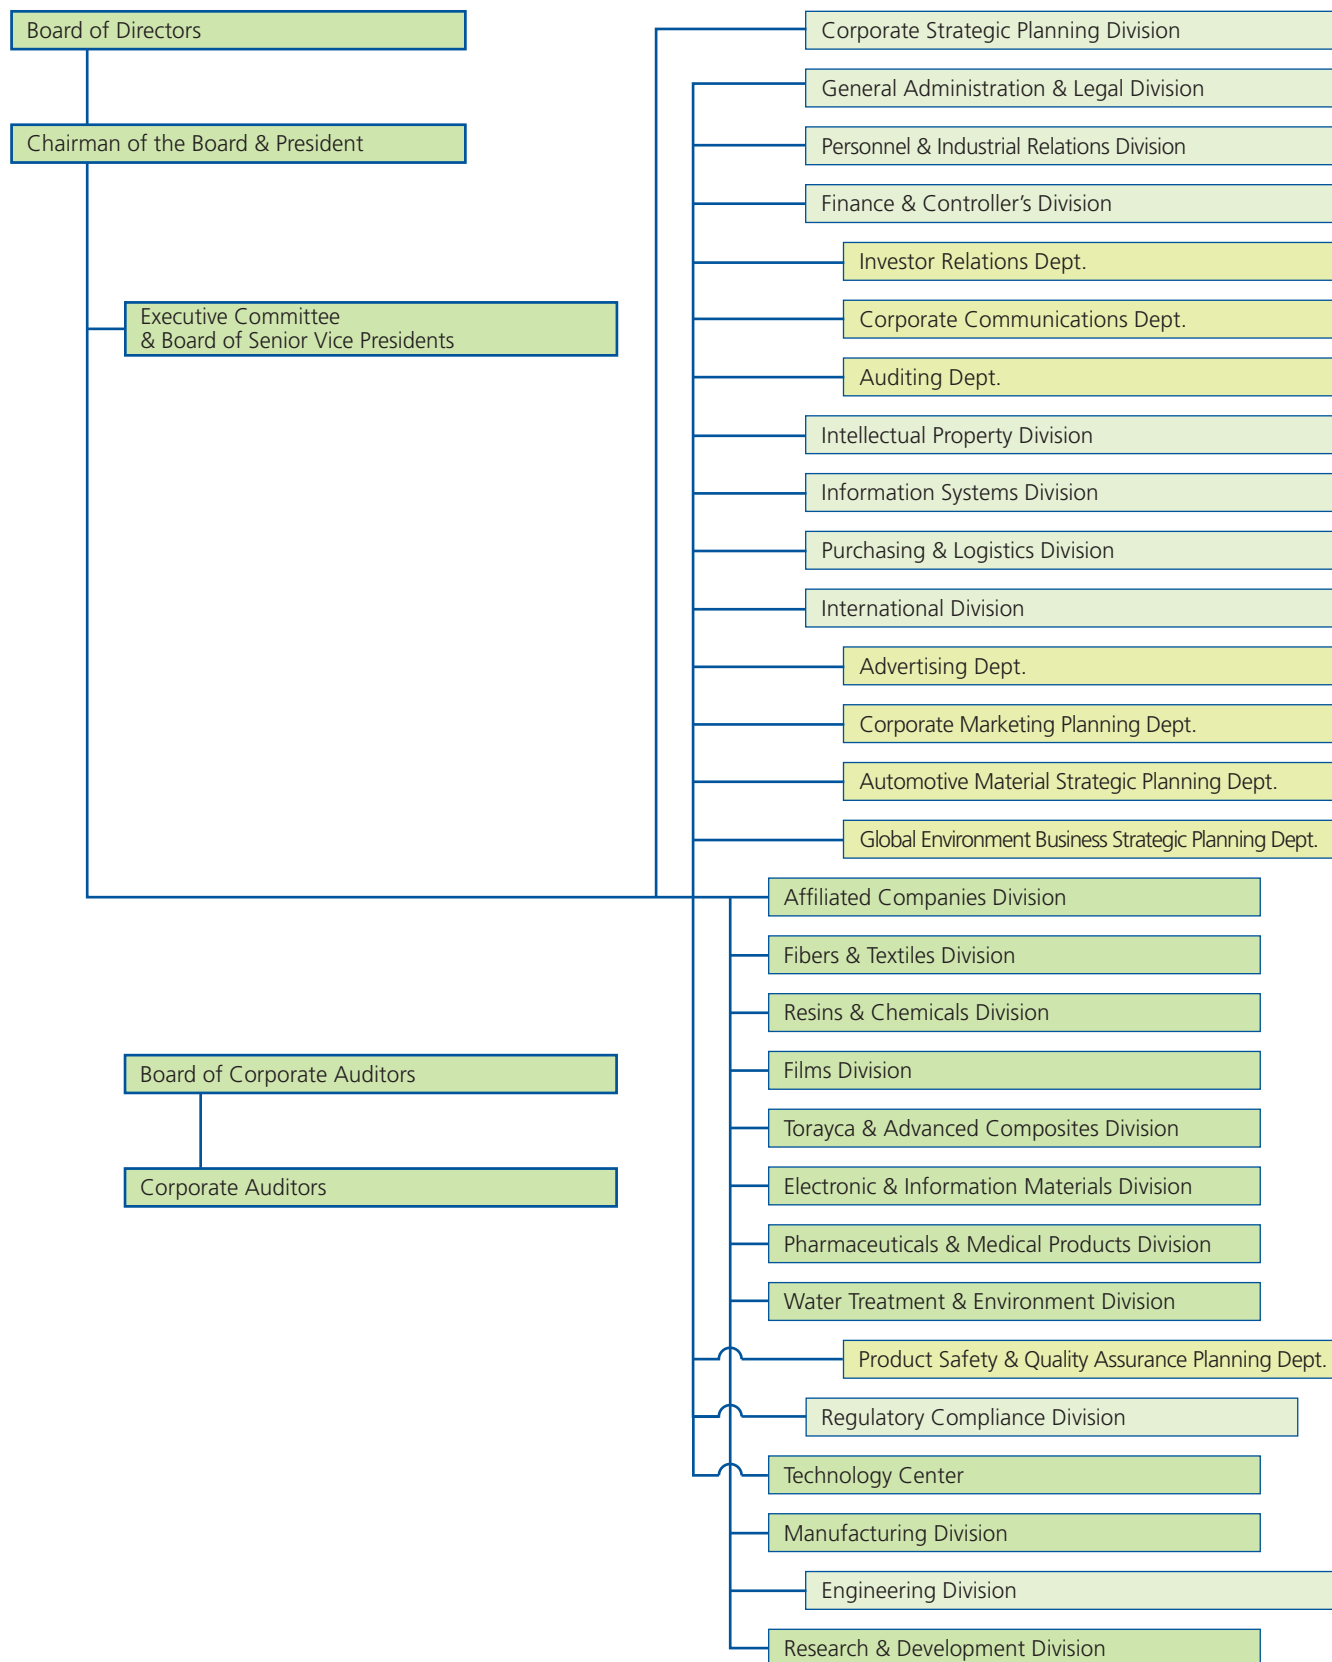 Board of Directors
Chairman of the Board & President
Executive Committee
& Board of Senior Vice Presidents
Board of Corporate Auditors
Corporate Auditors
Corporate Strategic Planning Division
General Administration & Legal Division
Personnel & Industrial Relations Division
Finance & Controller’s Division
Investor Relations Dept.
Corporate Communications Dept.
Auditing Dept.
Intellectual Property Division
Information Systems Division
Purchasing & Logistics Division
International Division
Advertising Dept.
Corporate Marketing Planning Dept.
Automotive Material Strategic Planning Dept.
Global Environment Business Strategic Planning Dept.
Affiliated Companies Division
Fibers & Textiles Division
Resins & Chemicals Division
Films Division
Torayca & Advanced Composites Division
Electronic & Information Materials Division
Pharmaceuticals & Medical Products Division
Water Treatment & Environment Division
Product Safety & Quality Assurance Planning Dept.
Regulatory Compliance Division
Technology Center
Manufacturing Division
Engineering Division
Research & Development Division